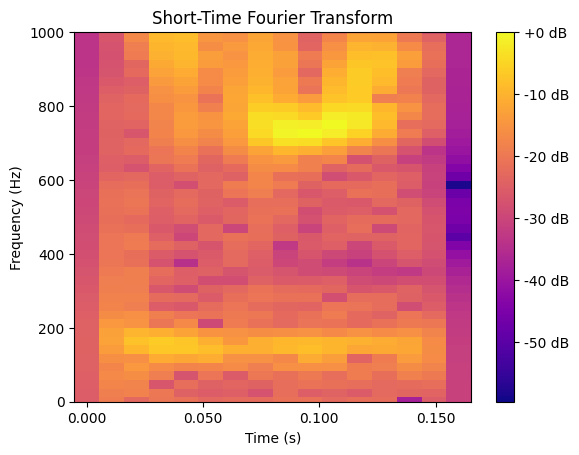 Short-Time Fourier Transform
1000
800
600
400
200
0
Frequency (Hz)
0.000
0.050
0.100
0.150
Time (s)
+0 dB
-10 dB
-20 dB
-30 dB
-40 dB
-50 dB